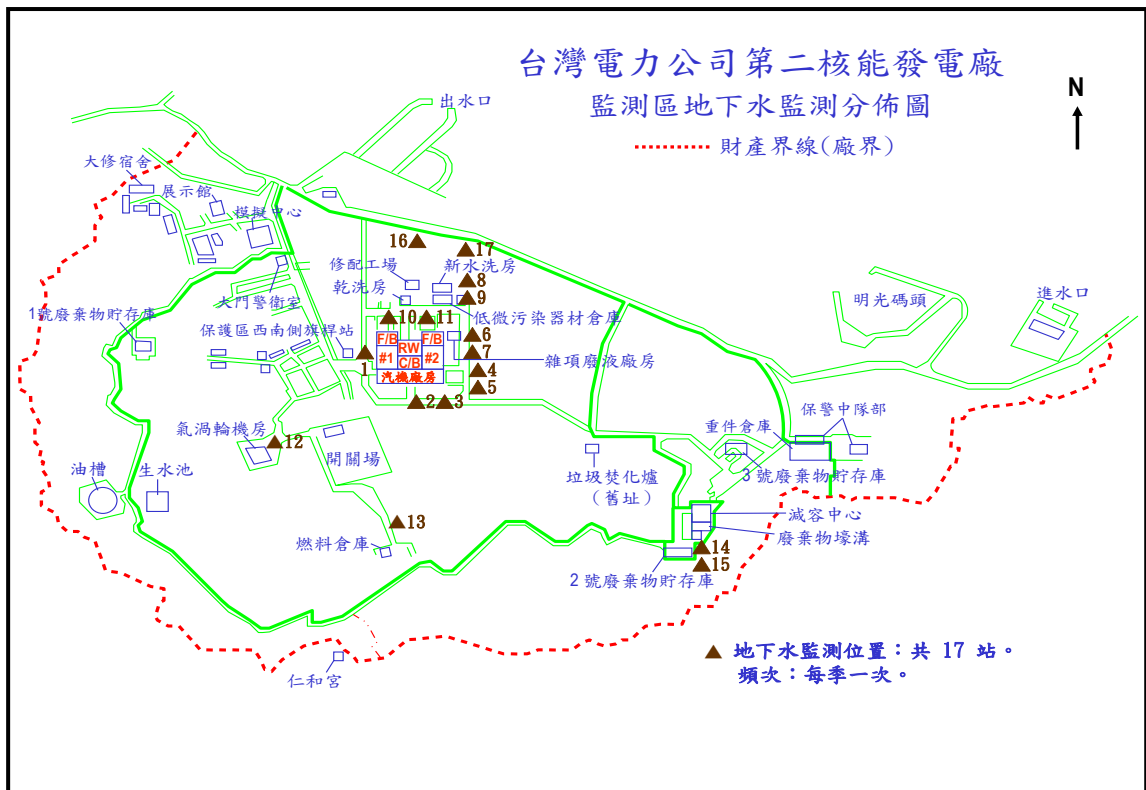 台灣電力公司第二核能發電廠
監測區地下水監測分佈圖
財產界線(廠界)
N
出水口
大修宿舍
展示館
模擬中心
16
17
修配工場
新水洗房
8
乾洗房
9
大門警衛室
明光碼頭
進水口
1號廢棄物貯存庫
保護區西南側旗桿站
10
11
低微污染器材倉庫
F/B
RW
F/B
6
#1
C/B
#2
7
雜項廢液廠房
1
汽機廠房
4
5
2
3
氣渦輪機房
12
開關場
重件倉庫
保警中隊部
油槽
生水池
垃圾焚化爐
(舊址)
3號廢棄物貯存庫
13
燃料倉庫
減容中心
廢棄物壕溝
14
15
2號廢棄物貯存庫
仁和宮
地下水監測位置：共 17 站。
頻次：每季一次。